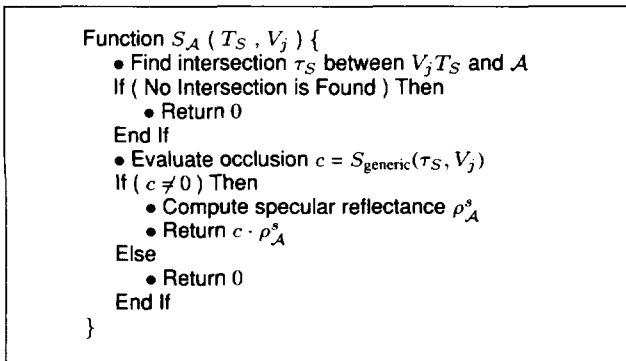 Function S_𝒜 ( T_S , V_j ) {
• Find intersection τ_S between V_jT_S and 𝒜
If ( No Intersection is Found ) Then
• Return 0
End If
• Evaluate occlusion c = S_generic(τ_S, V_j)
If ( c ≠ 0 ) Then
• Compute specular reflectance ρ^s_𝒜
• Return c · ρ^s_𝒜
Else
• Return 0
End If
}